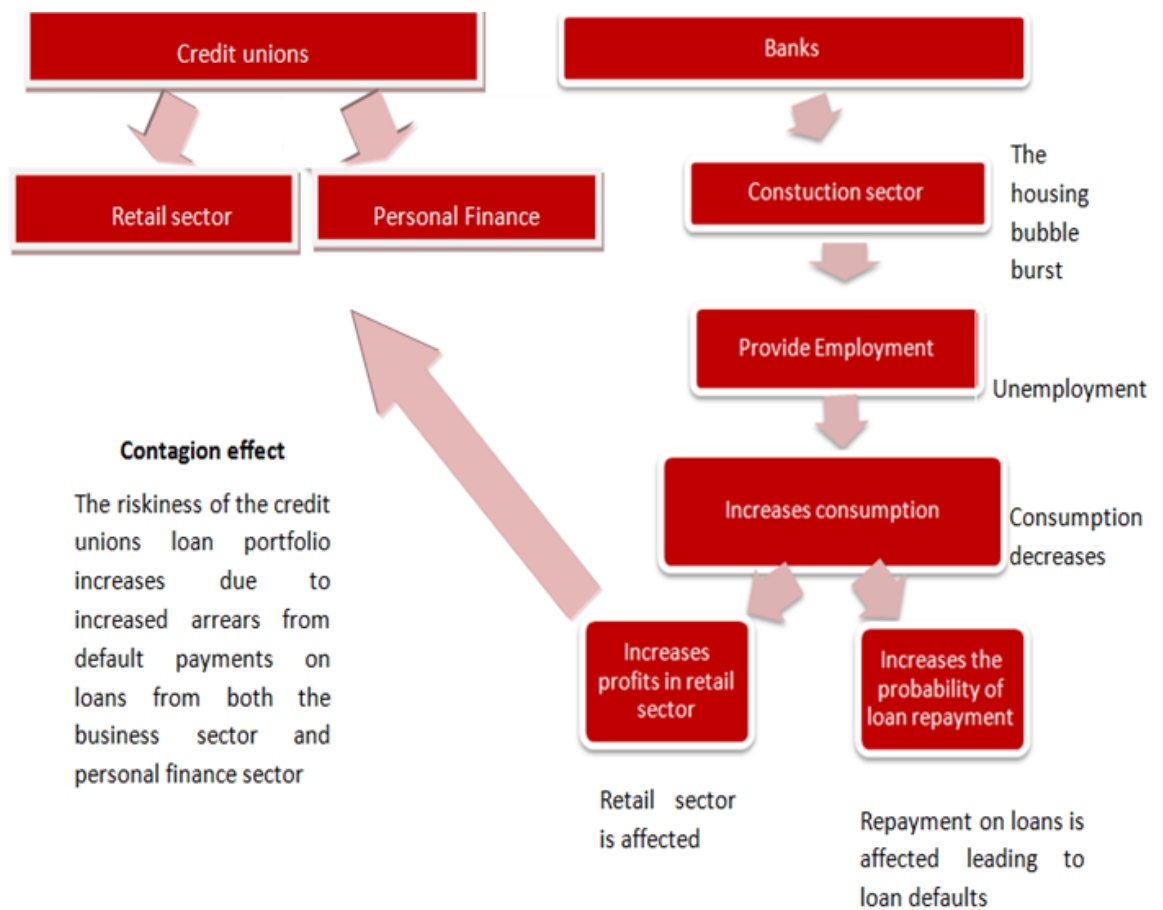 Credit unions
Banks
Retail sector
Personal Finance
Constuction sector
The
housing
bubble
burst
Provide Employment
Unemployment
Increases consumption
Consumption
decreases
Contagion effect
The riskiness of the credit
unions loan portfolio
increases due to
increased arrears from
default payments on
loans from both the
business sector and
personal finance sector
Increases
profits in retail
sector
Increases the
probability of
loan repayment
Retail sector
is affected
Repayment on loans is
affected leading to
loan defaults